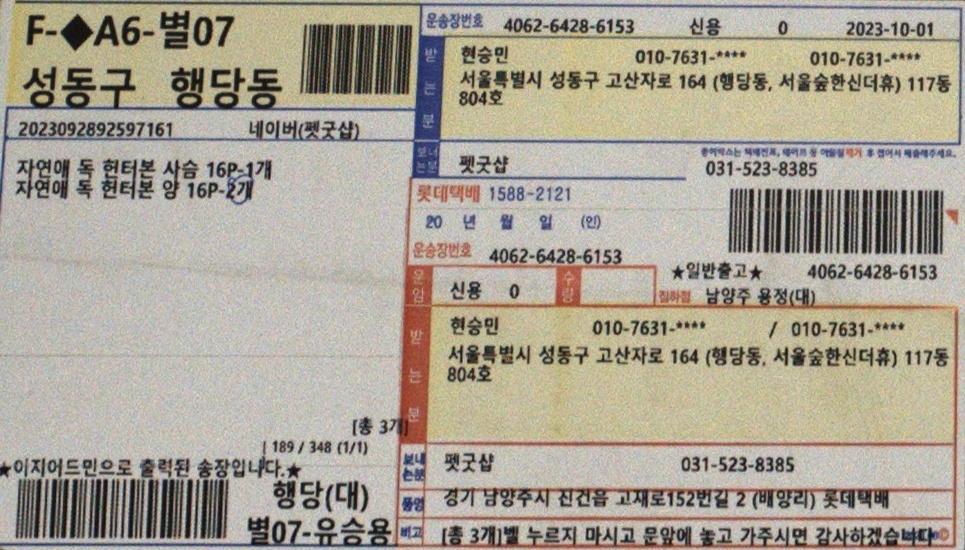 F-◆A6-별07
성동구 행당동
20230928925​97161 네이버(펫굿샵)
자연애 독 헌터본 사슴 16P-1개
자연애 독 헌터본 양 16P-2개
[총 3개]
189 / 348 (1/1)
★이지어드민으로 출력된 송장입니다.★
행당(대)
별07-유승용
운송장번호 4062-6428-6153 신용 0 2023-10-01
받는분
현승민 010-7631-**** 010-7631-****
서울특별시 성동구 고산자로 164 (행당동, 서울숲한신더휴) 117동
804호
보내는분
펫굿샵 031-523-8385
롯데택배 1588-2121
20 년 월 일 (인)
운송장번호 4062-6428-6153
★일반출고★ 4062-6428-6153
운임 신용 0 수량
집하점 남양주 용정(대)
받는분
현승민 010-7631-**** / 010-7631-****
서울특별시 성동구 고산자로 164 (행당동, 서울숲한신더휴) 117동
804호
보내는분 펫굿샵 031-523-8385
품명 경기 남양주시 진건읍 고재로152번길 2 (배양리) 롯데택배
비고 [총 3개]벨 누르지 마시고 문앞에 놓고 가주시면 감사하겠습니다